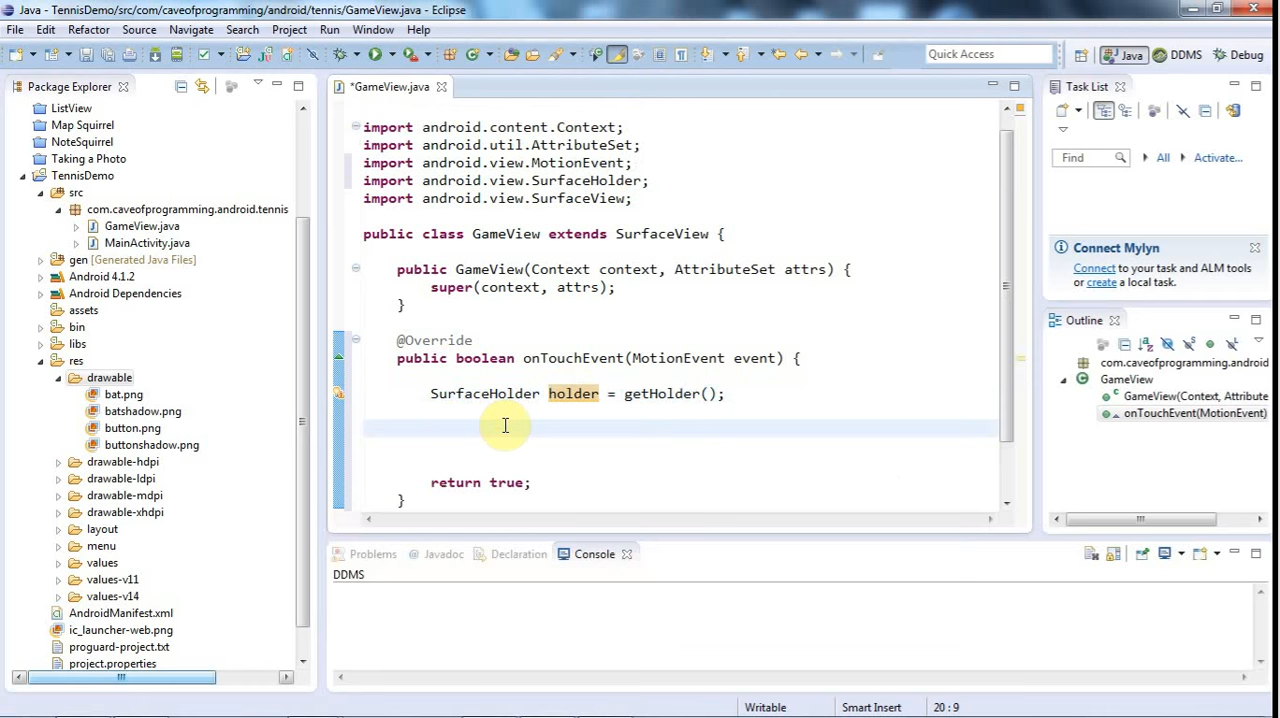 Java - TennisDemo/src/com/caveofprogramming/android/tennis/GameView.java - Eclipse
File Edit Refactor Source Navigate Search Project Run Window Help
Quick Access
Java
DDMS
Debug
Package Explorer
ListView
Map Squirrel
NoteSquirrel
Taking a Photo
TennisDemo
src
com.caveofprogramming.android.tennis
GameView.java
MainActivity.java
gen [Generated Java Files]
Android 4.1.2
Android Dependencies
assets
bin
libs
res
drawable
bat.png
batshadow.png
button.png
buttonshadow.png
drawable-hdpi
drawable-ldpi
drawable-mdpi
drawable-xhdpi
layout
menu
values
values-v11
values-v14
AndroidManifest.xml
ic_launcher-web.png
proguard-project.txt
project.properties
*GameView.java
import android.content.Context;
import android.util.AttributeSet;
import android.view.MotionEvent;
import android.view.SurfaceHolder;
import android.view.SurfaceView;
public class GameView extends SurfaceView {
public GameView(Context context, AttributeSet attrs) {
super(context, attrs);
}
@Override
public boolean onTouchEvent(MotionEvent event) {
SurfaceHolder holder = getHolder();
return true;
}
Task List
Find All Activate...
Connect Mylyn
Connect to your task and ALM tools
or create a local task.
Outline
com.caveofprogramming.android
GameView
GameView(Context, Attribute
onTouchEvent(MotionEvent)
Problems Javadoc Declaration Console
DDMS
Writable Smart Insert 20 : 9